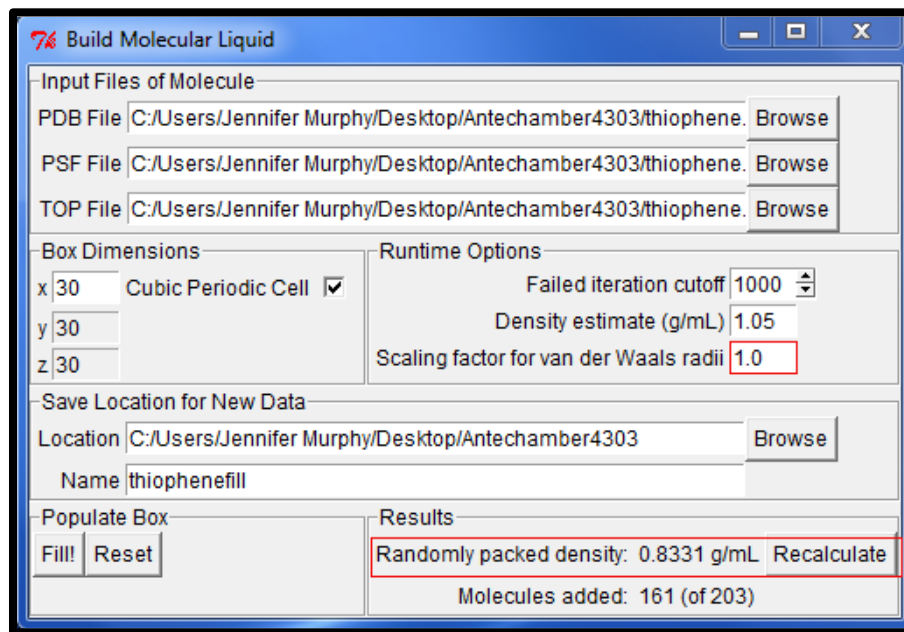 Build Molecular Liquid
Input Files of Molecule
PDB File C:/Users/Jennifer Murphy/Desktop/Antechamber4303/thiophene. Browse
PSF File C:/Users/Jennifer Murphy/Desktop/Antechamber4303/thiophene. Browse
TOP File C:/Users/Jennifer Murphy/Desktop/Antechamber4303/thiophene. Browse
Box Dimensions
x 30 Cubic Periodic Cell
y 30
z 30
Runtime Options
Failed iteration cutoff 1000
Density estimate (g/mL) 1.05
Scaling factor for van der Waals radii 1.0
Save Location for New Data
Location C:/Users/Jennifer Murphy/Desktop/Antechamber4303 Browse
Name thiophenefill
Populate Box
Fill! Reset
Results
Randomly packed density: 0.8331 g/mL Recalculate
Molecules added: 161 (of 203)